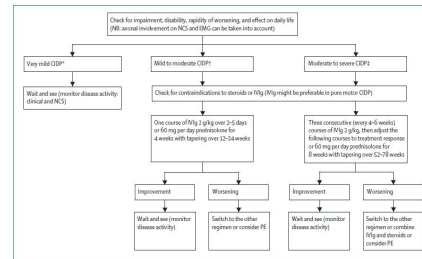 Check for impairment, disability, rapidity of worsening, and effect on daily life
(NB: axonal involvement on NCS and EMG can be taken into account)
Very mild CIDP*
Mild to moderate CIDP†
Moderate to severe CIDP‡
Wait and see (monitor disease activity:
clinical and NCS)
Check for contraindications to steroids or IVIg (IVIg might be preferable in pure motor CIDP)
One course of IVIg 2 g/kg over 2–5 days
or 60 mg per day prednisolone for
4 weeks with tapering over 12–24 weeks
Three consecutive (every 4–6 weeks)
courses of IVIg 2 g/kg, then adjust the
following courses to treatment response
or 60 mg per day prednisolone for
8 weeks with tapering over 52–78 weeks
Improvement
Worsening
Improvement
Worsening
Wait and see (monitor
disease activity)
Switch to the other
regimen or consider PE
Wait and see (monitor
disease activity)
Switch to the other
regimen or combine
IVIg and steroids or
consider PE